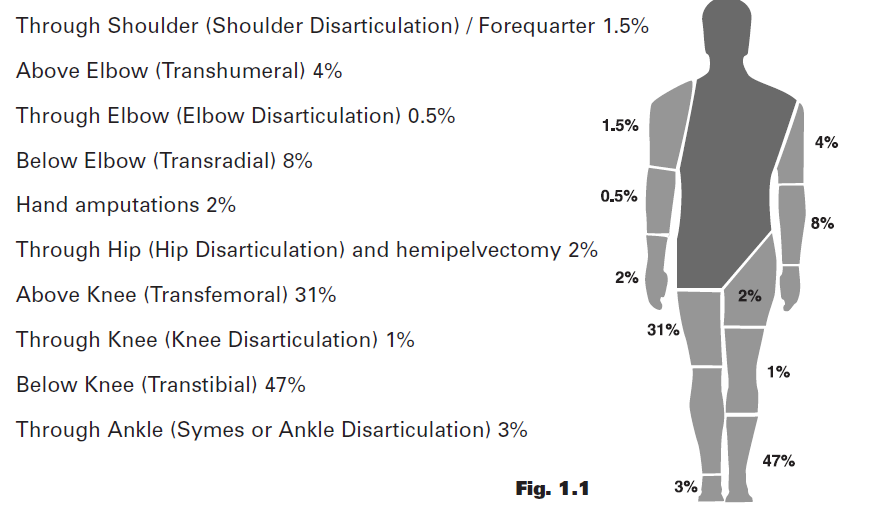 Through Shoulder (Shoulder Disarticulation) / Forequarter 1.5%
Above Elbow (Transhumeral) 4%
Through Elbow (Elbow Disarticulation) 0.5%
Below Elbow (Transradial) 8%
Hand amputations 2%
Through Hip (Hip Disarticulation) and hemipelvectomy 2%
Above Knee (Transfemoral) 31%
Through Knee (Knee Disarticulation) 1%
Below Knee (Transtibial) 47%
Through Ankle (Symes or Ankle Disarticulation) 3%
Fig. 1.1
1.5%
4%
0.5%
8%
2%
2%
31%
1%
47%
3%